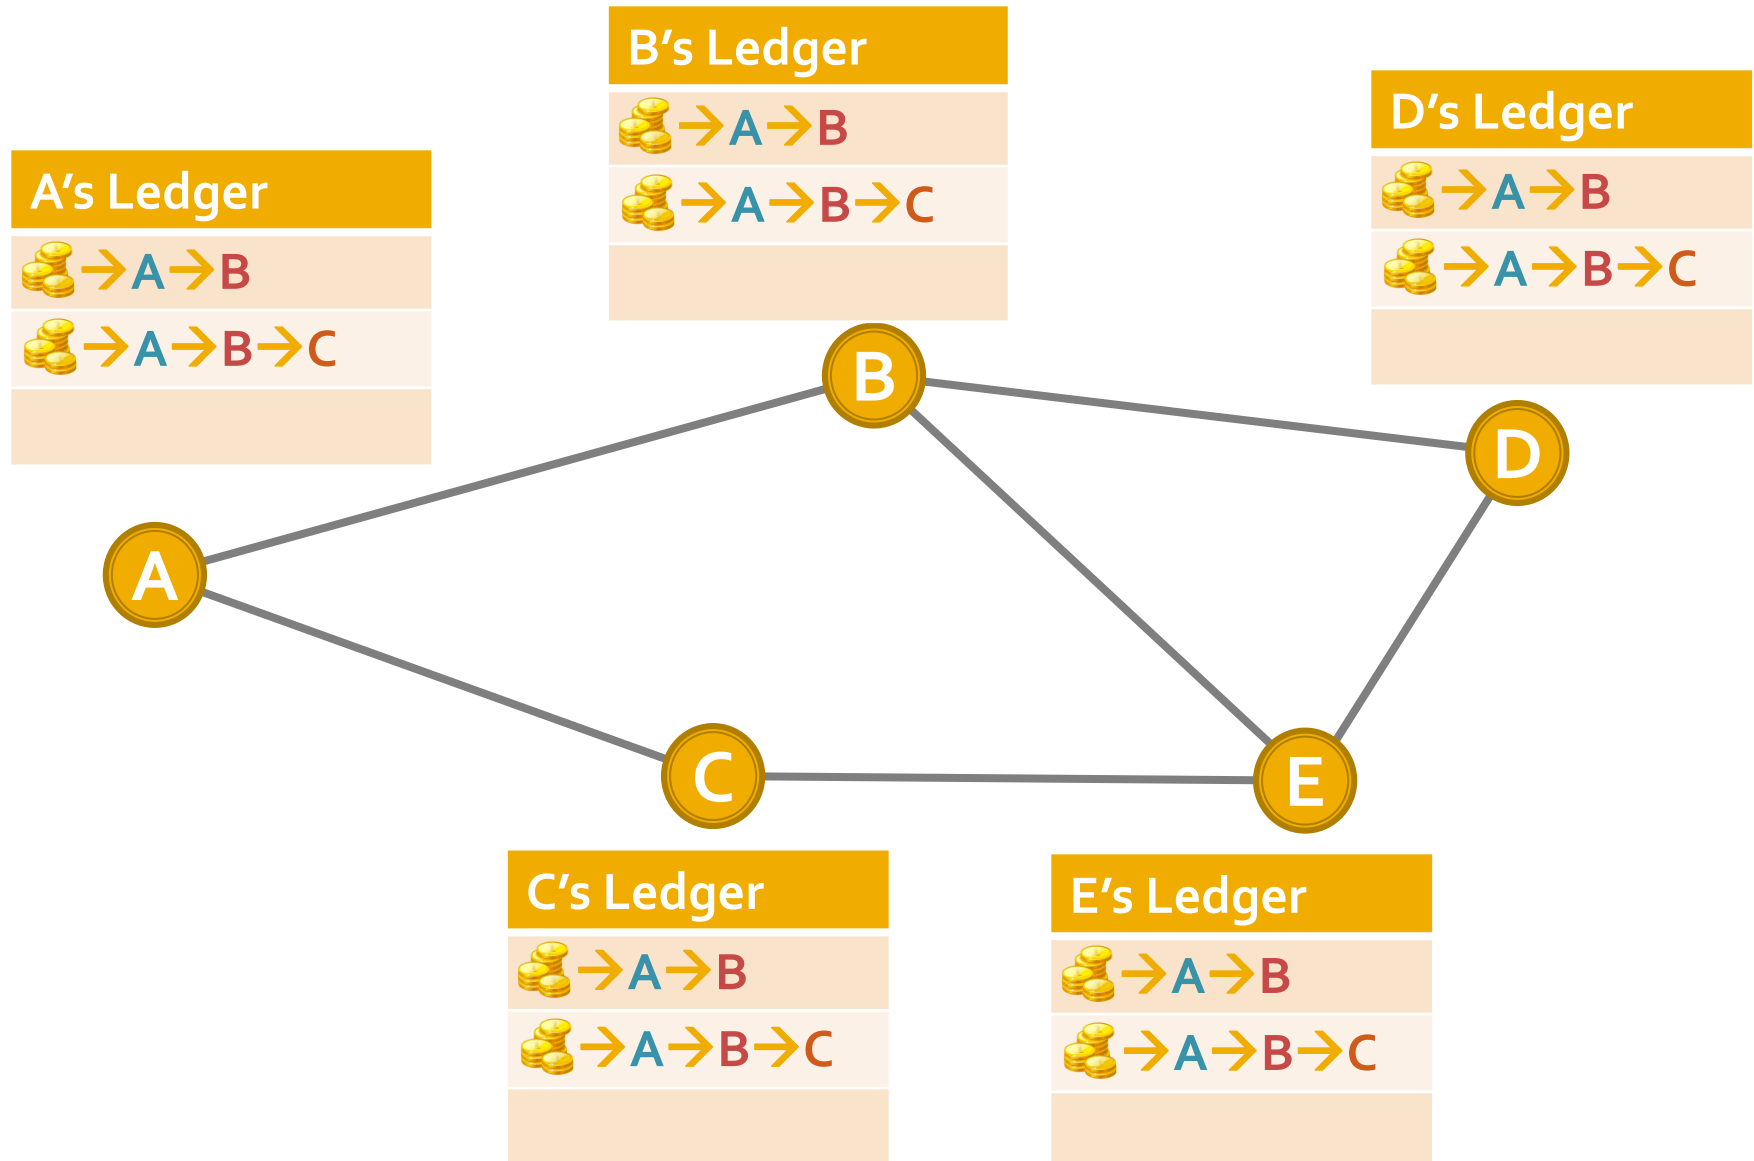 B's Ledger
→A→B
→A→B→C
D's Ledger
→A→B
→A→B→C
A's Ledger
→A→B
→A→B→C
B
D
A
C
E
C's Ledger
→A→B
→A→B→C
E's Ledger
→A→B
→A→B→C